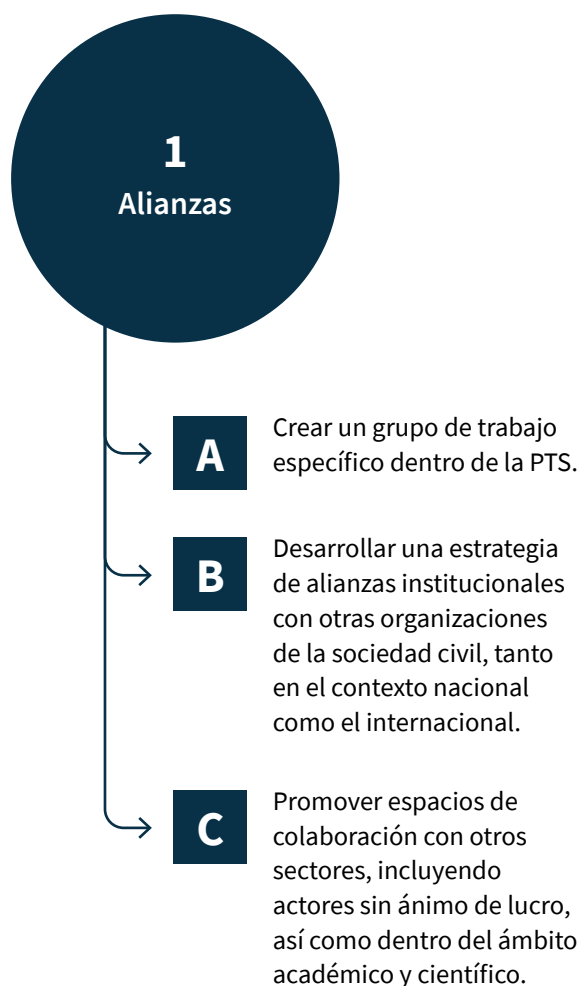 1
Alianzas
A
Crear un grupo de trabajo
específico dentro de la PTS.
B
Desarrollar una estrategia
de alianzas institucionales
con otras organizaciones
de la sociedad civil, tanto
en el contexto nacional
como el internacional.
C
Promover espacios de
colaboración con otros
sectores, incluyendo
actores sin ánimo de lucro,
así como dentro del ámbito
académico y científico.